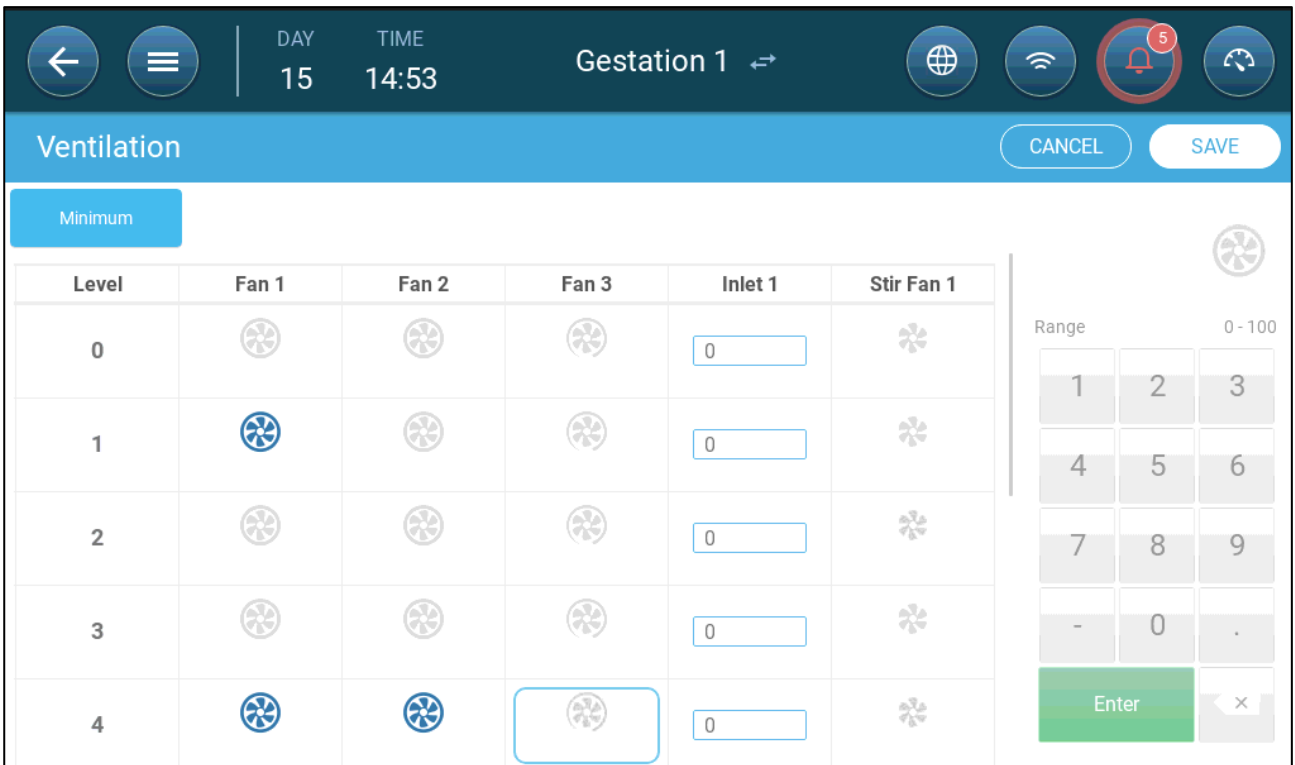 DAY TIME
15 14:53 Gestation 1 5
Ventilation CANCEL SAVE
Minimum
Level Fan 1 Fan 2 Fan 3 Inlet 1 Stir Fan 1
Range 0 - 100
0 0
1 2 3
1 0
4 5 6
2 0
7 8 9
3 0
- 0 .
4 0
Enter